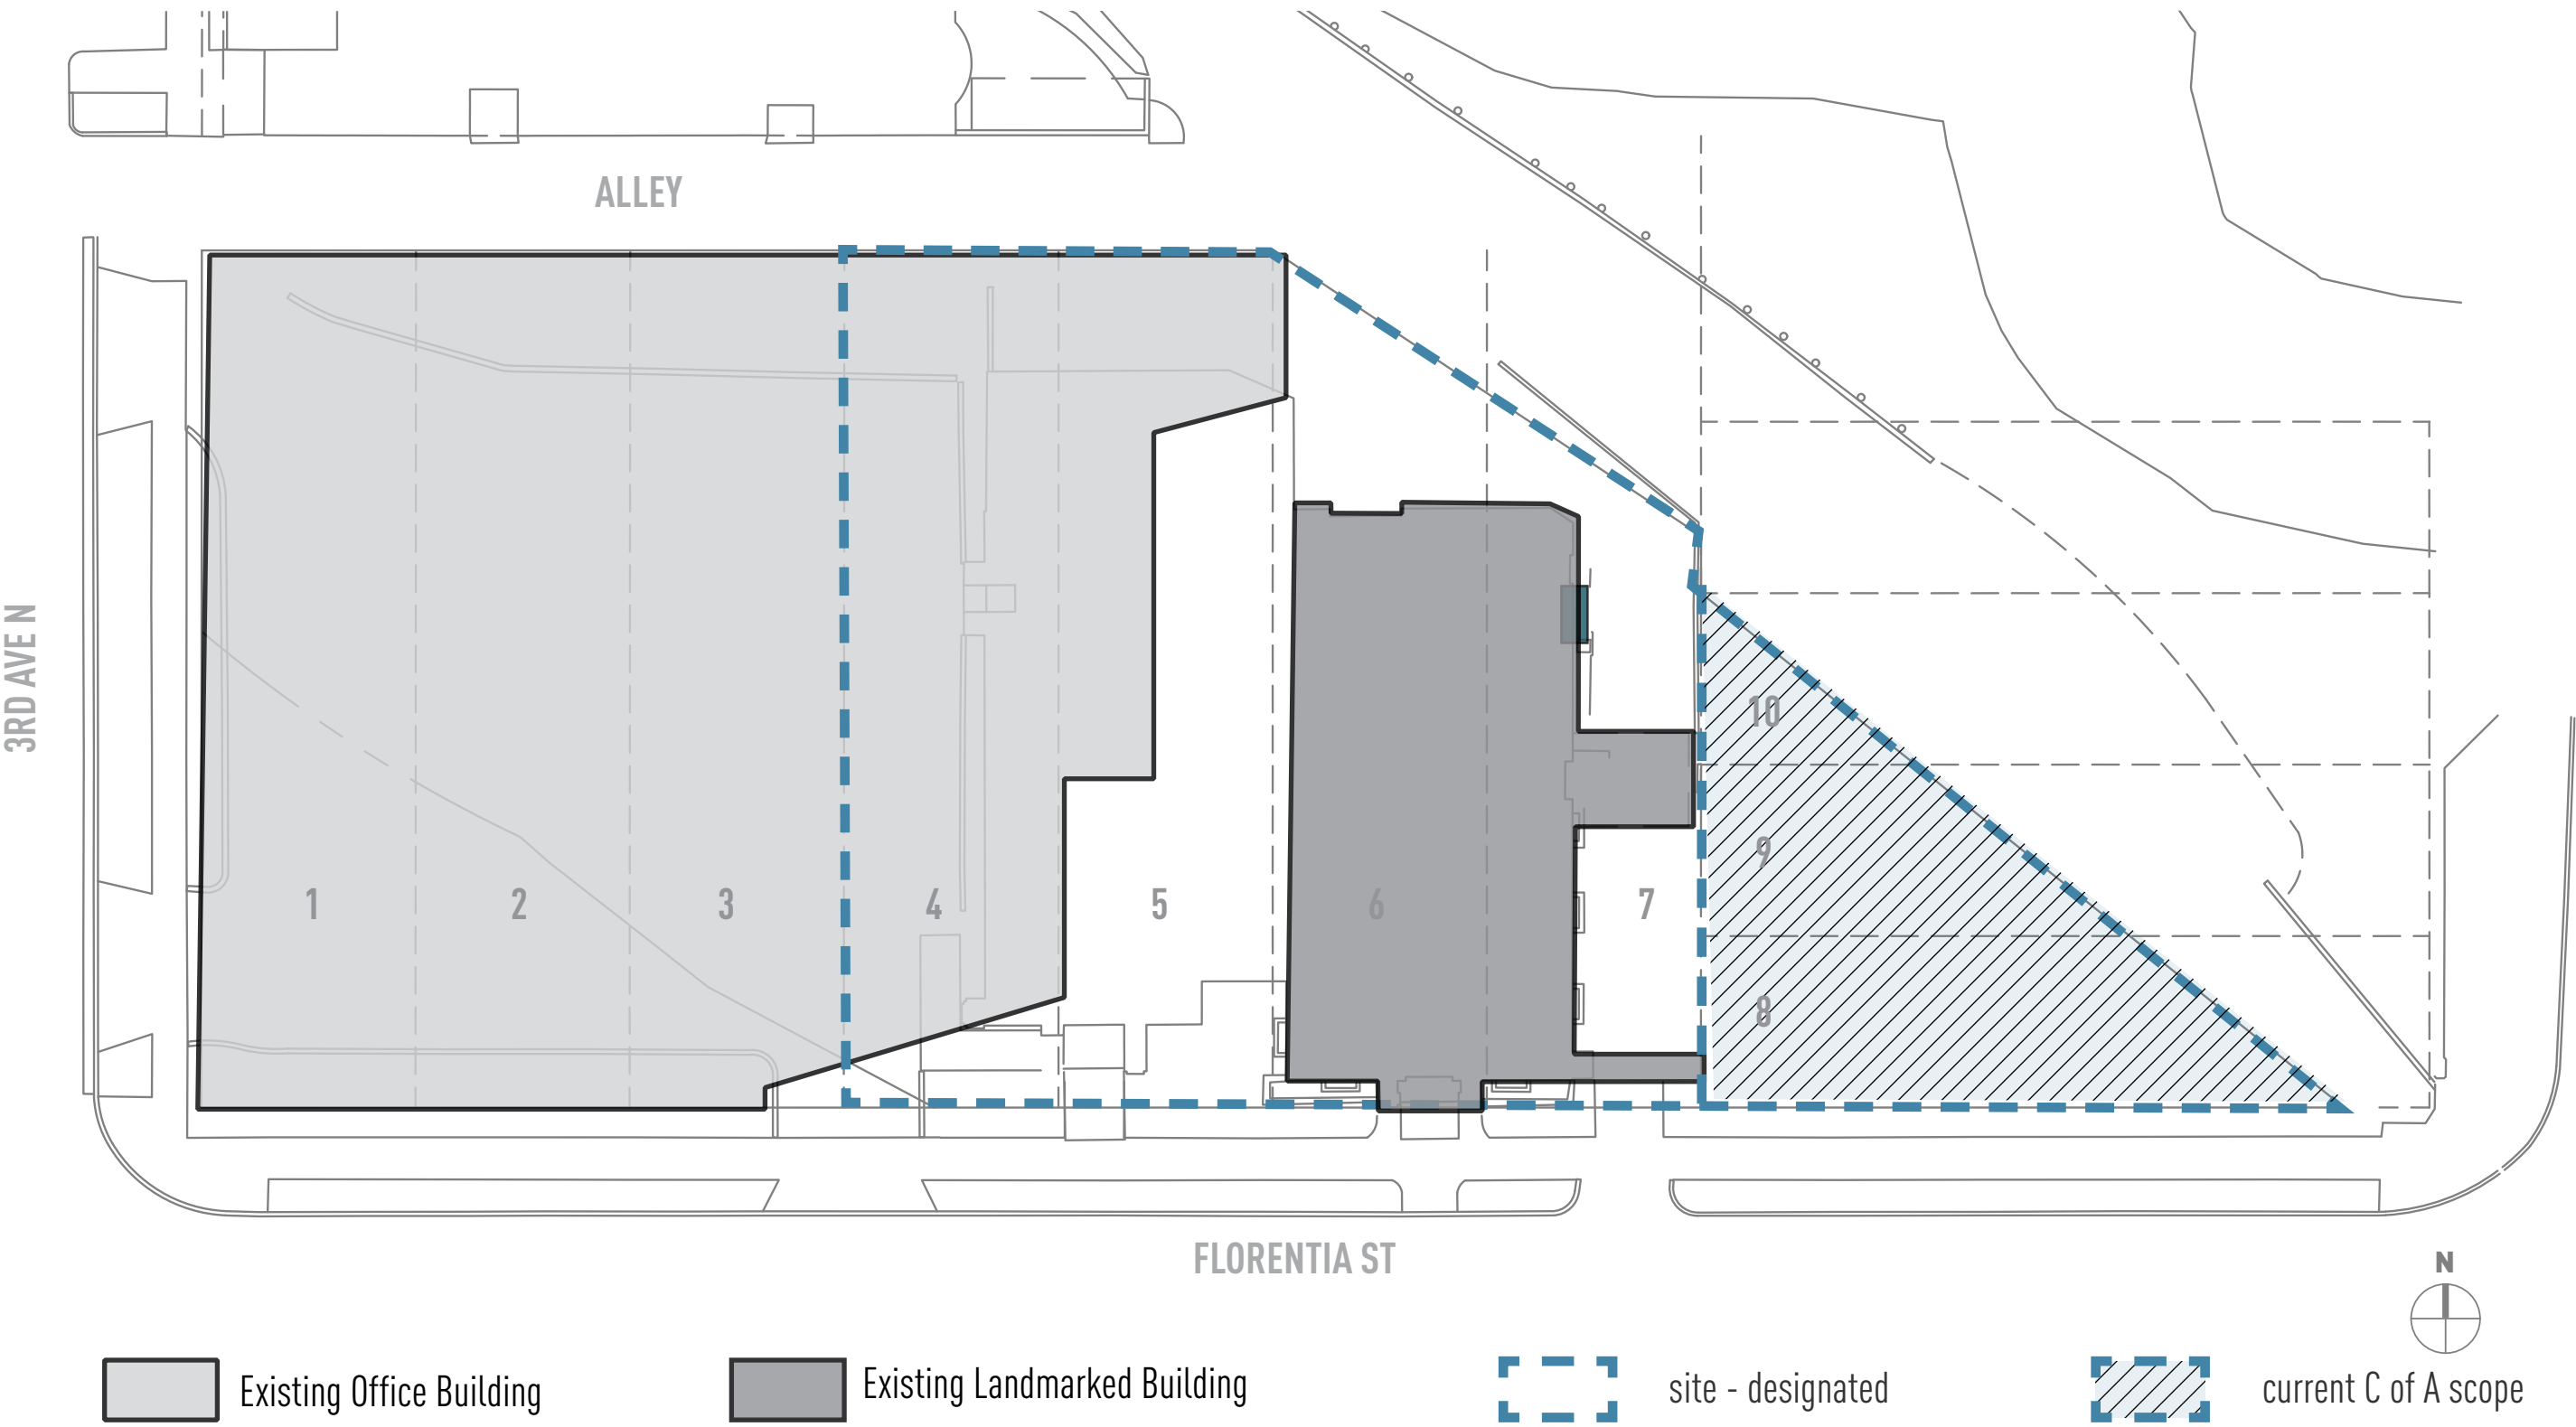 ALLEY
3RD AVE N
10
9
1
2
3
4
5
6
7
8
FLORENTIA ST
N
Existing Office Building
Existing Landmarked Building
site - designated
current C of A scope